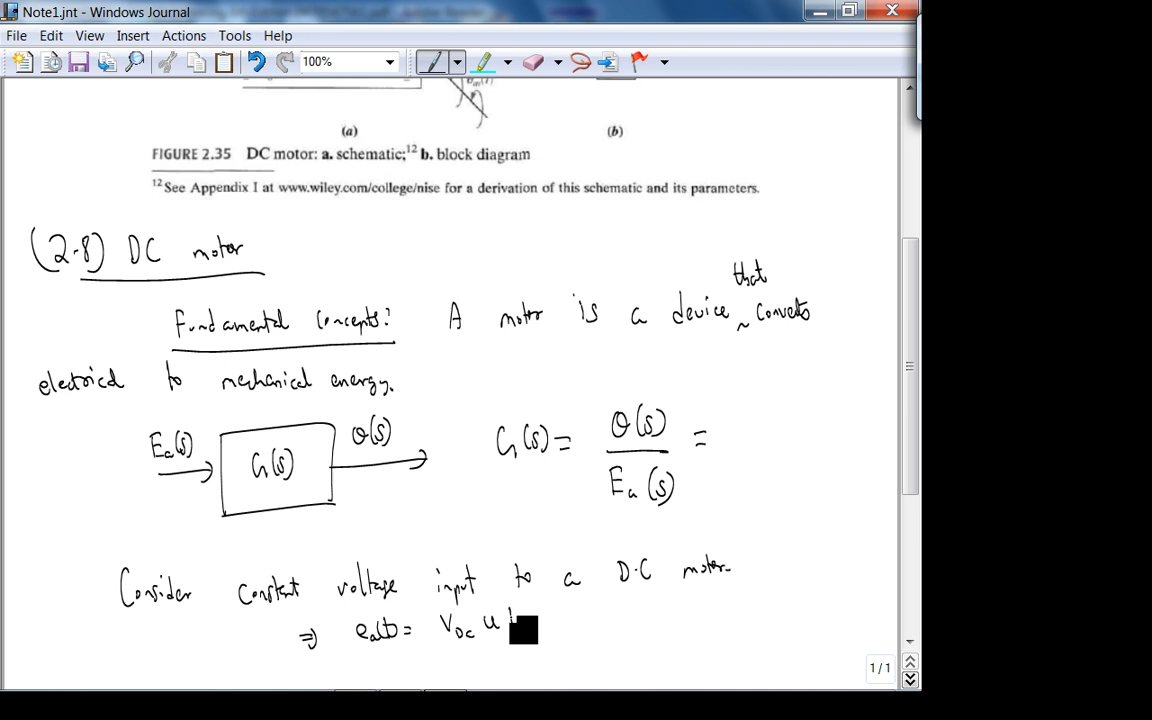 Note1.jnt - Windows Journal
File Edit View Insert Actions Tools Help
100%
(a) (b)
FIGURE 2.35 DC motor: a. schematic;12 b. block diagram
12 See Appendix I at www.wiley.com/college/nise for a derivation of this schematic and its parameters.
(2.8) DC motor
that
Fundamental Concepts: A motor is a device ~ converts
electrical to mechanical energy.
Ea(s) G(s) θ(s) G(s) = θ(s) / Ea(s) =
Consider constant voltage input to a D.C motor.
⇒ ea(t) = VDC u
1/1